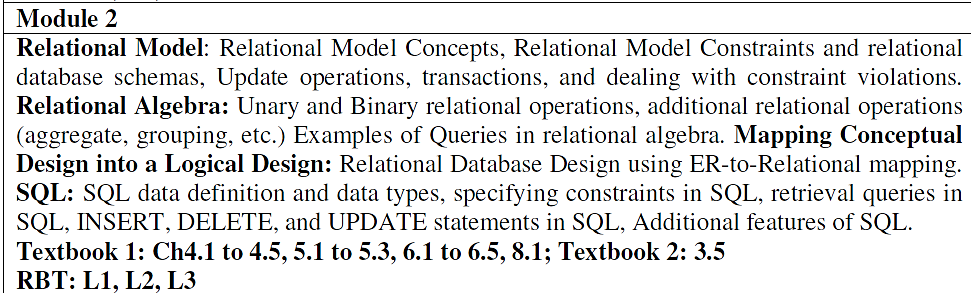 Module 2
Relational Model: Relational Model Concepts, Relational Model Constraints and relational
database schemas, Update operations, transactions, and dealing with constraint violations.
Relational Algebra: Unary and Binary relational operations, additional relational operations
(aggregate, grouping, etc.) Examples of Queries in relational algebra. Mapping Conceptual
Design into a Logical Design: Relational Database Design using ER-to-Relational mapping.
SQL: SQL data definition and data types, specifying constraints in SQL, retrieval queries in
SQL, INSERT, DELETE, and UPDATE statements in SQL, Additional features of SQL.
Textbook 1: Ch4.1 to 4.5, 5.1 to 5.3, 6.1 to 6.5, 8.1; Textbook 2: 3.5
RBT: L1, L2, L3